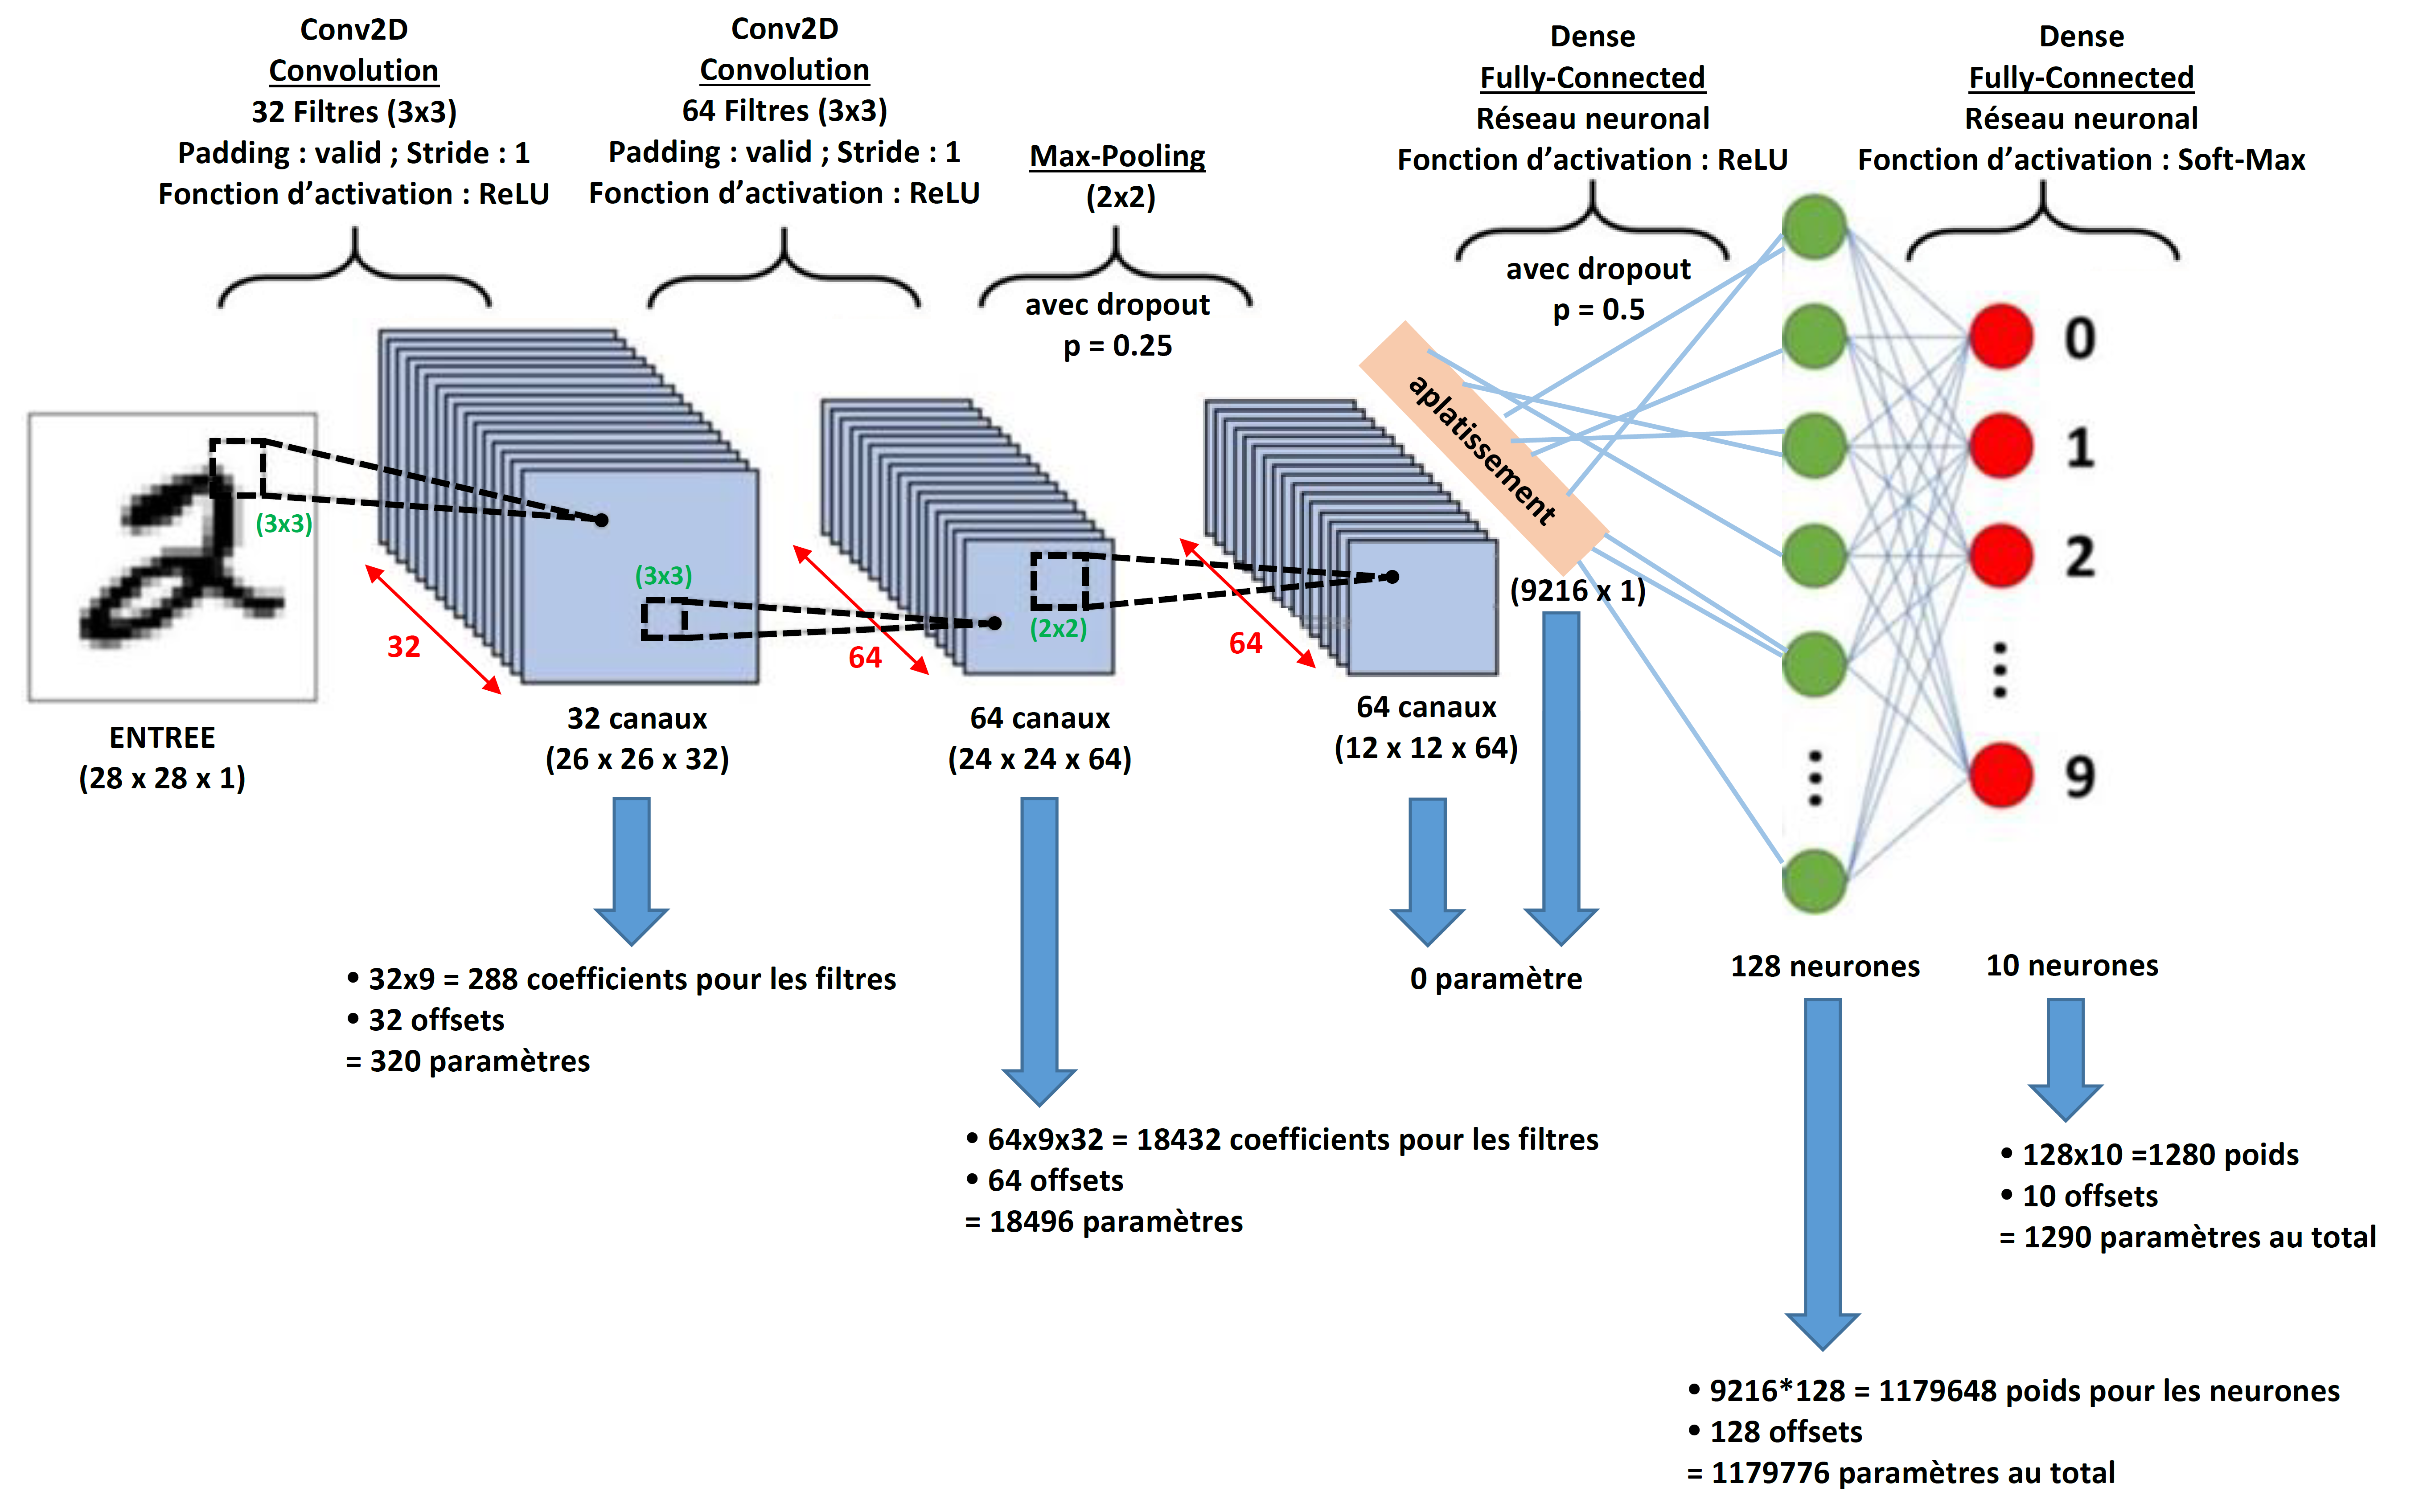 Conv2D
Convolution
32 Filtres (3x3)
Padding : valid ; Stride : 1
Fonction d’activation : ReLU
Conv2D
Convolution
64 Filtres (3x3)
Padding : valid ; Stride : 1
Fonction d’activation : ReLU
Max-Pooling
(2x2)
avec dropout
p = 0.25
Dense
Fully-Connected
Réseau neuronal
Fonction d’activation : ReLU
avec dropout
p = 0.5
Dense
Fully-Connected
Réseau neuronal
Fonction d’activation : Soft-Max
(3x3)
ENTREE
(28 x 28 x 1)
32
(3x3)
32 canaux
(26 x 26 x 32)
64
(2x2)
64 canaux
(24 x 24 x 64)
64
64 canaux
(12 x 12 x 64)
aplatissement
(9216 x 1)
0
1
2
9
• 32x9 = 288 coefficients pour les filtres
• 32 offsets
= 320 paramètres
• 64x9x32 = 18432 coefficients pour les filtres
• 64 offsets
= 18496 paramètres
0 paramètre
128 neurones
10 neurones
• 128x10 =1280 poids
• 10 offsets
= 1290 paramètres au total
• 9216*128 = 1179648 poids pour les neurones
• 128 offsets
= 1179776 paramètres au total